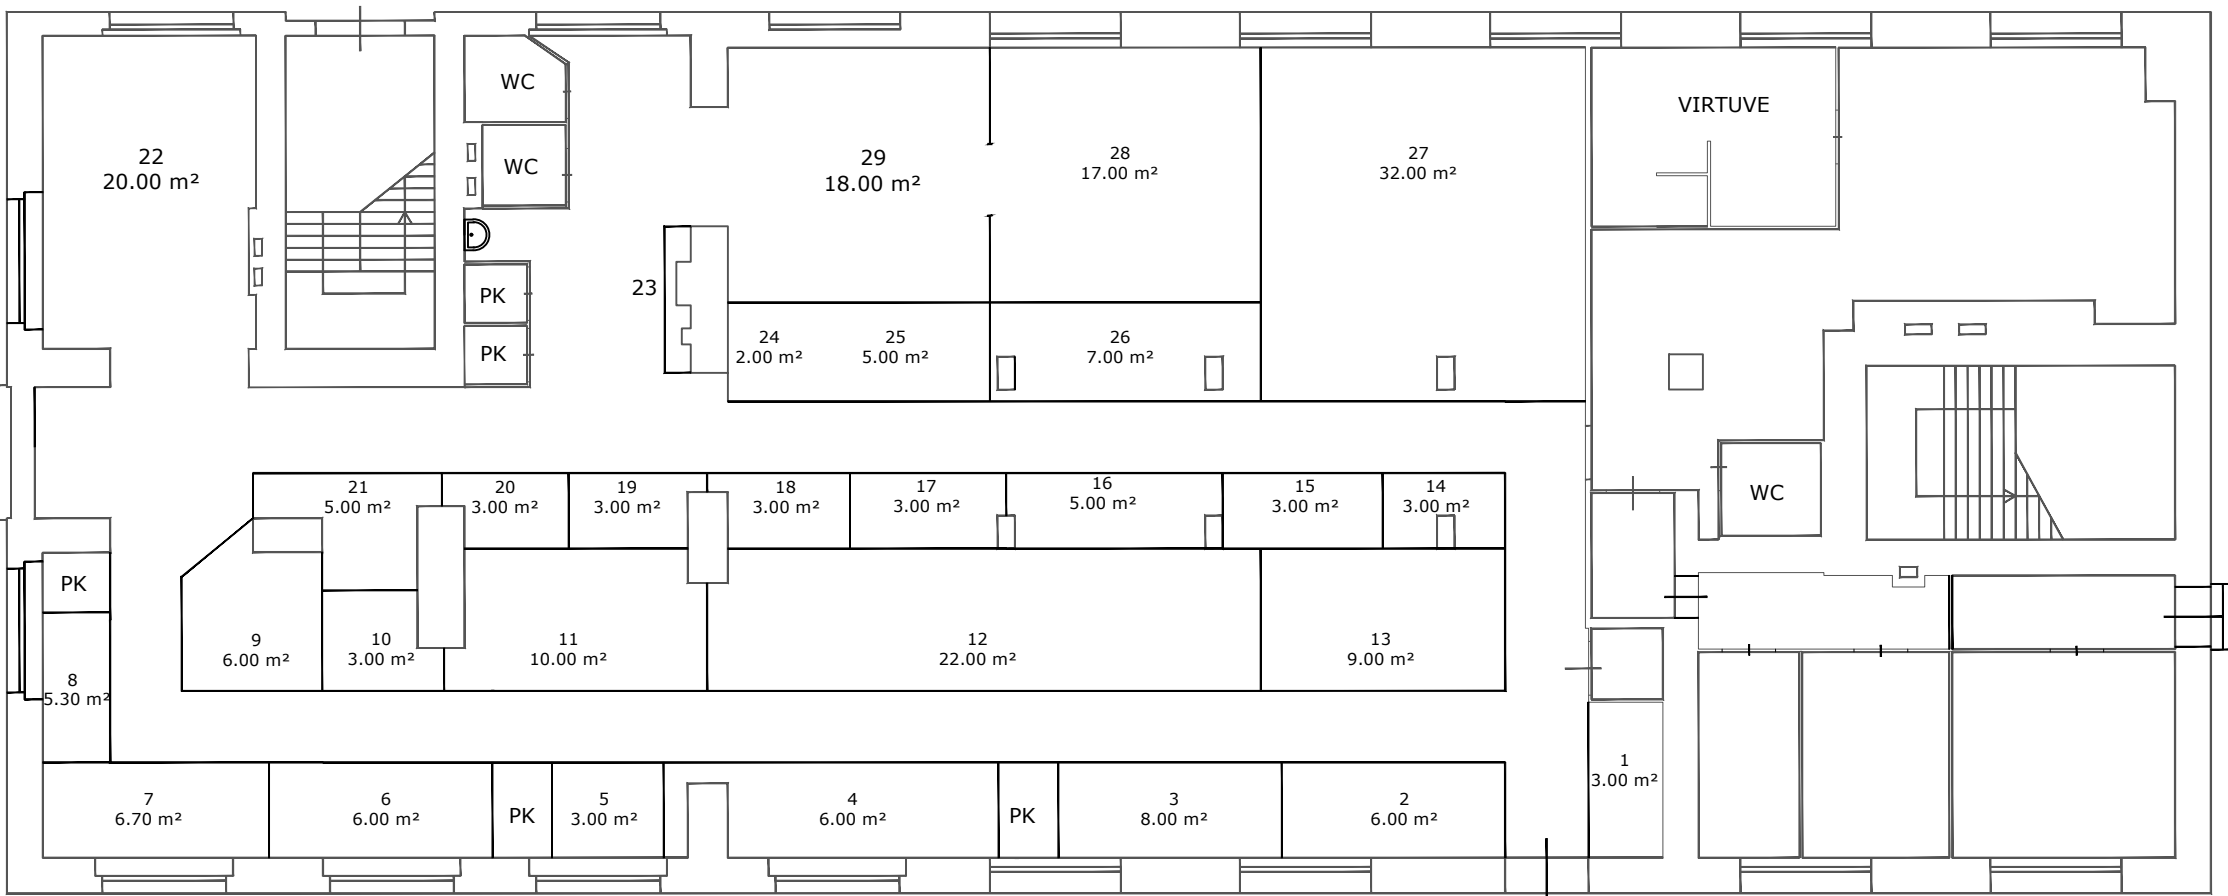 WC
VIRTUVE
22
20.00 m²
WC
29
18.00 m²
28
17.00 m²
27
32.00 m²
23
PK
PK
24
2.00 m²
25
5.00 m²
26
7.00 m²
21
5.00 m²
20
3.00 m²
19
3.00 m²
18
3.00 m²
17
3.00 m²
16
5.00 m²
15
3.00 m²
14
3.00 m²
WC
PK
9
6.00 m²
10
3.00 m²
11
10.00 m²
12
22.00 m²
13
9.00 m²
8
5.30 m²
7
6.70 m²
6
6.00 m²
PK
5
3.00 m²
4
6.00 m²
PK
3
8.00 m²
2
6.00 m²
1
3.00 m²